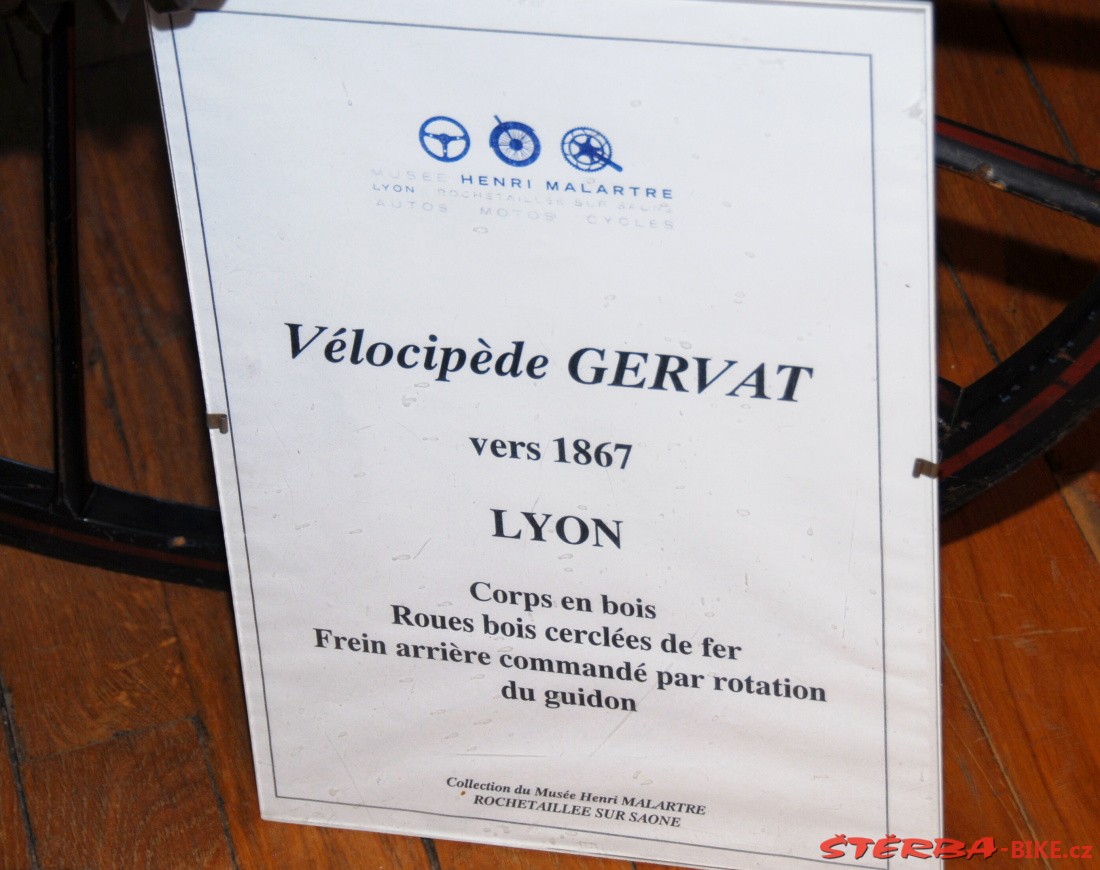 MUSEE HENRI MALARTRE
LYON ROCHETAILLEE SUR SAONE
AUTOS MOTOS CYCLES
Vélocipède GERVAT
vers 1867
LYON
Corps en bois
Roues bois cerclées de fer
Frein arrière commandé par rotation
du guidon
Collection du Musée Henri MALARTRE
ROCHETAILLEE SUR SAONE
ŠTĚRBA-BIKE.cz